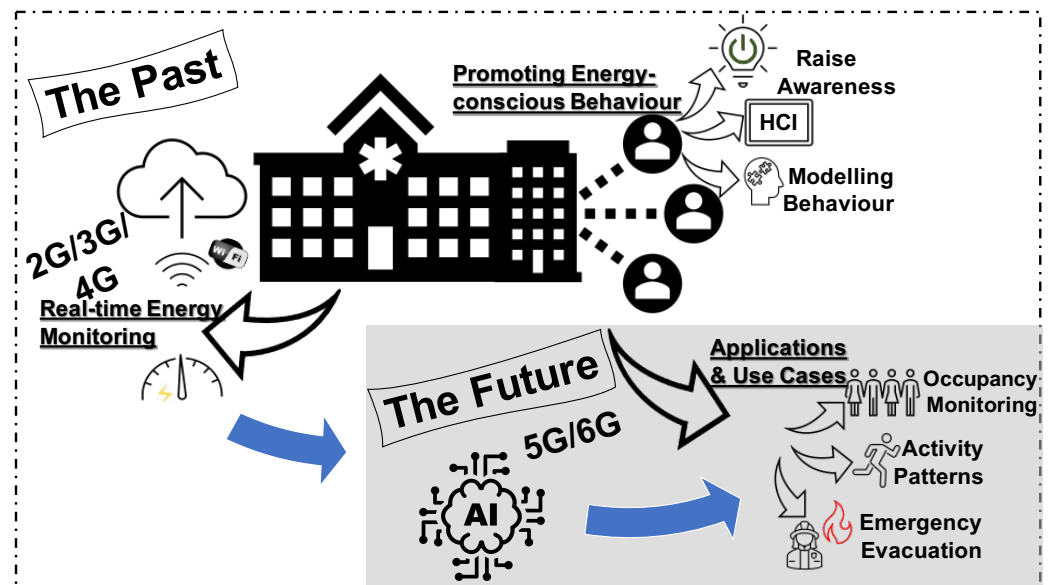 The Past
Promoting Energy-
conscious Behaviour
Raise
Awareness
HCI
Modelling
Behaviour
2G/3G/
4G
Wi Fi
Real-time Energy
Monitoring
The Future
5G/6G
AI
Applications
& Use Cases
Occupancy
Monitoring
Activity
Patterns
Emergency
Evacuation